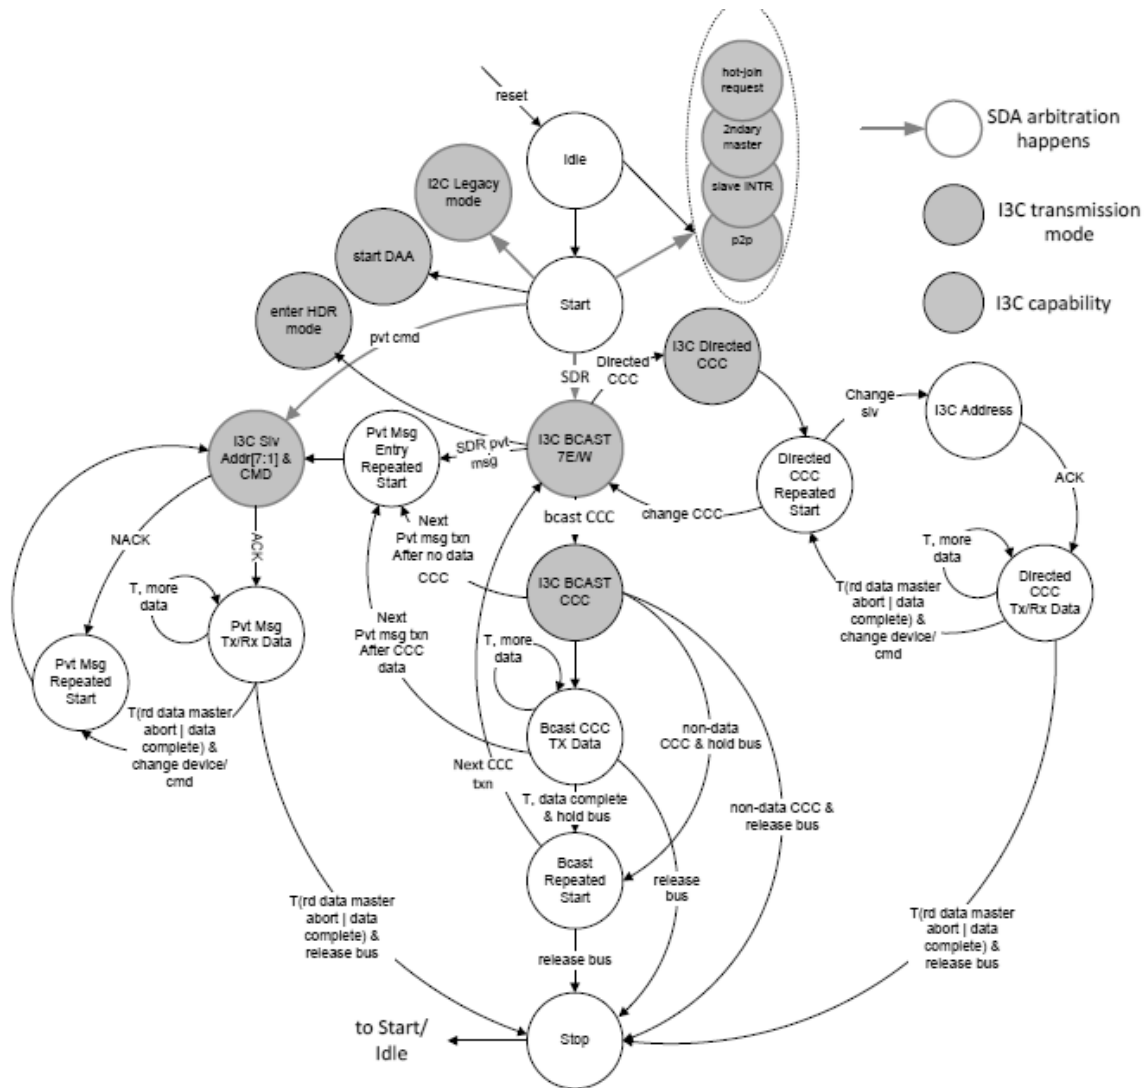 hot-join
request
2ndary
master
slave INTR
p2p
reset
Idle
SDA arbitration
happens
I2C Legacy
mode
I3C transmission
mode
start DAA
I3C capability
enter HDR
mode
Start
pvt cmd
SDR
Directed
CCC
I3C Directed
CCC
Change
slv
I3C Address
I3C Slv
Addr[7:1] &
CMD
Pvt Msg
Entry
Repeated
Start
SDR pvt
msg
I3C BCAST
7E/W
Directed
CCC
Repeated
Start
ACK
change CCC
bcast CCC
NACK
ACK
Next
Pvt msg txn
After no data
CCC
I3C BCAST
CCC
T, more
data
Directed
CCC
Tx/Rx Data
T, more
data
Pvt Msg
Tx/Rx Data
Next
Pvt msg txn
After CCC
data
T(rd data master
abort | data
complete) &
change device/
cmd
Pvt Msg
Repeated
Start
T, more
data
T(rd data master
abort | data
complete) &
change device/
cmd
Bcast CCC
TX Data
non-data
CCC & hold bus
Next CCC
txn
T, data complete
& hold bus
non-data CCC &
release bus
Bcast
Repeated
Start
release
bus
T(rd data master
abort | data
complete) &
release bus
T(rd data master
abort | data
complete) &
release bus
release bus
to Start/
Idle
Stop